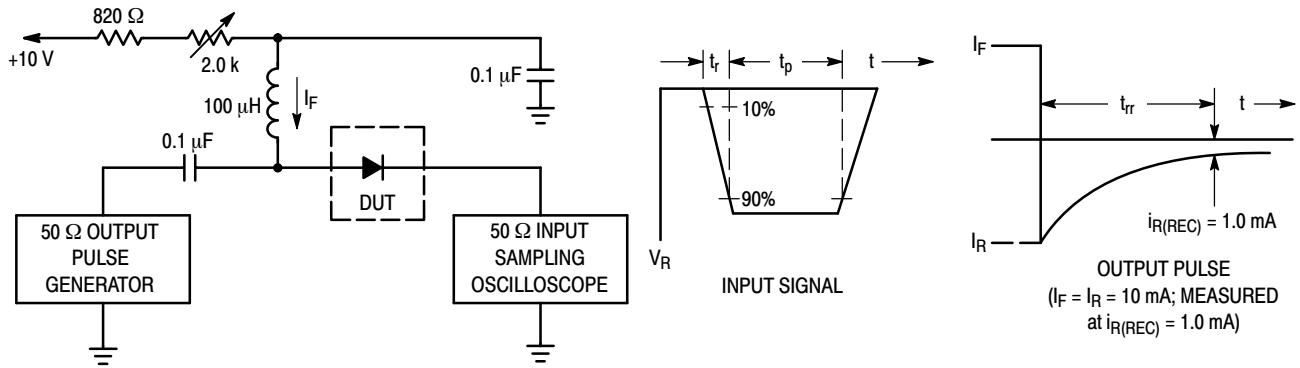 820 Ω
+10 V
2.0 k
100 µH
I_F
0.1 µF
0.1 µF
DUT
50 Ω OUTPUT
PULSE
GENERATOR
50 Ω INPUT
SAMPLING
OSCILLOSCOPE
t_r
t_p
t
10%
90%
V_R
INPUT SIGNAL
I_F
t_rr
t
I_R
i_R(REC) = 1.0 mA
OUTPUT PULSE
(I_F = I_R = 10 mA; MEASURED
at i_R(REC) = 1.0 mA)